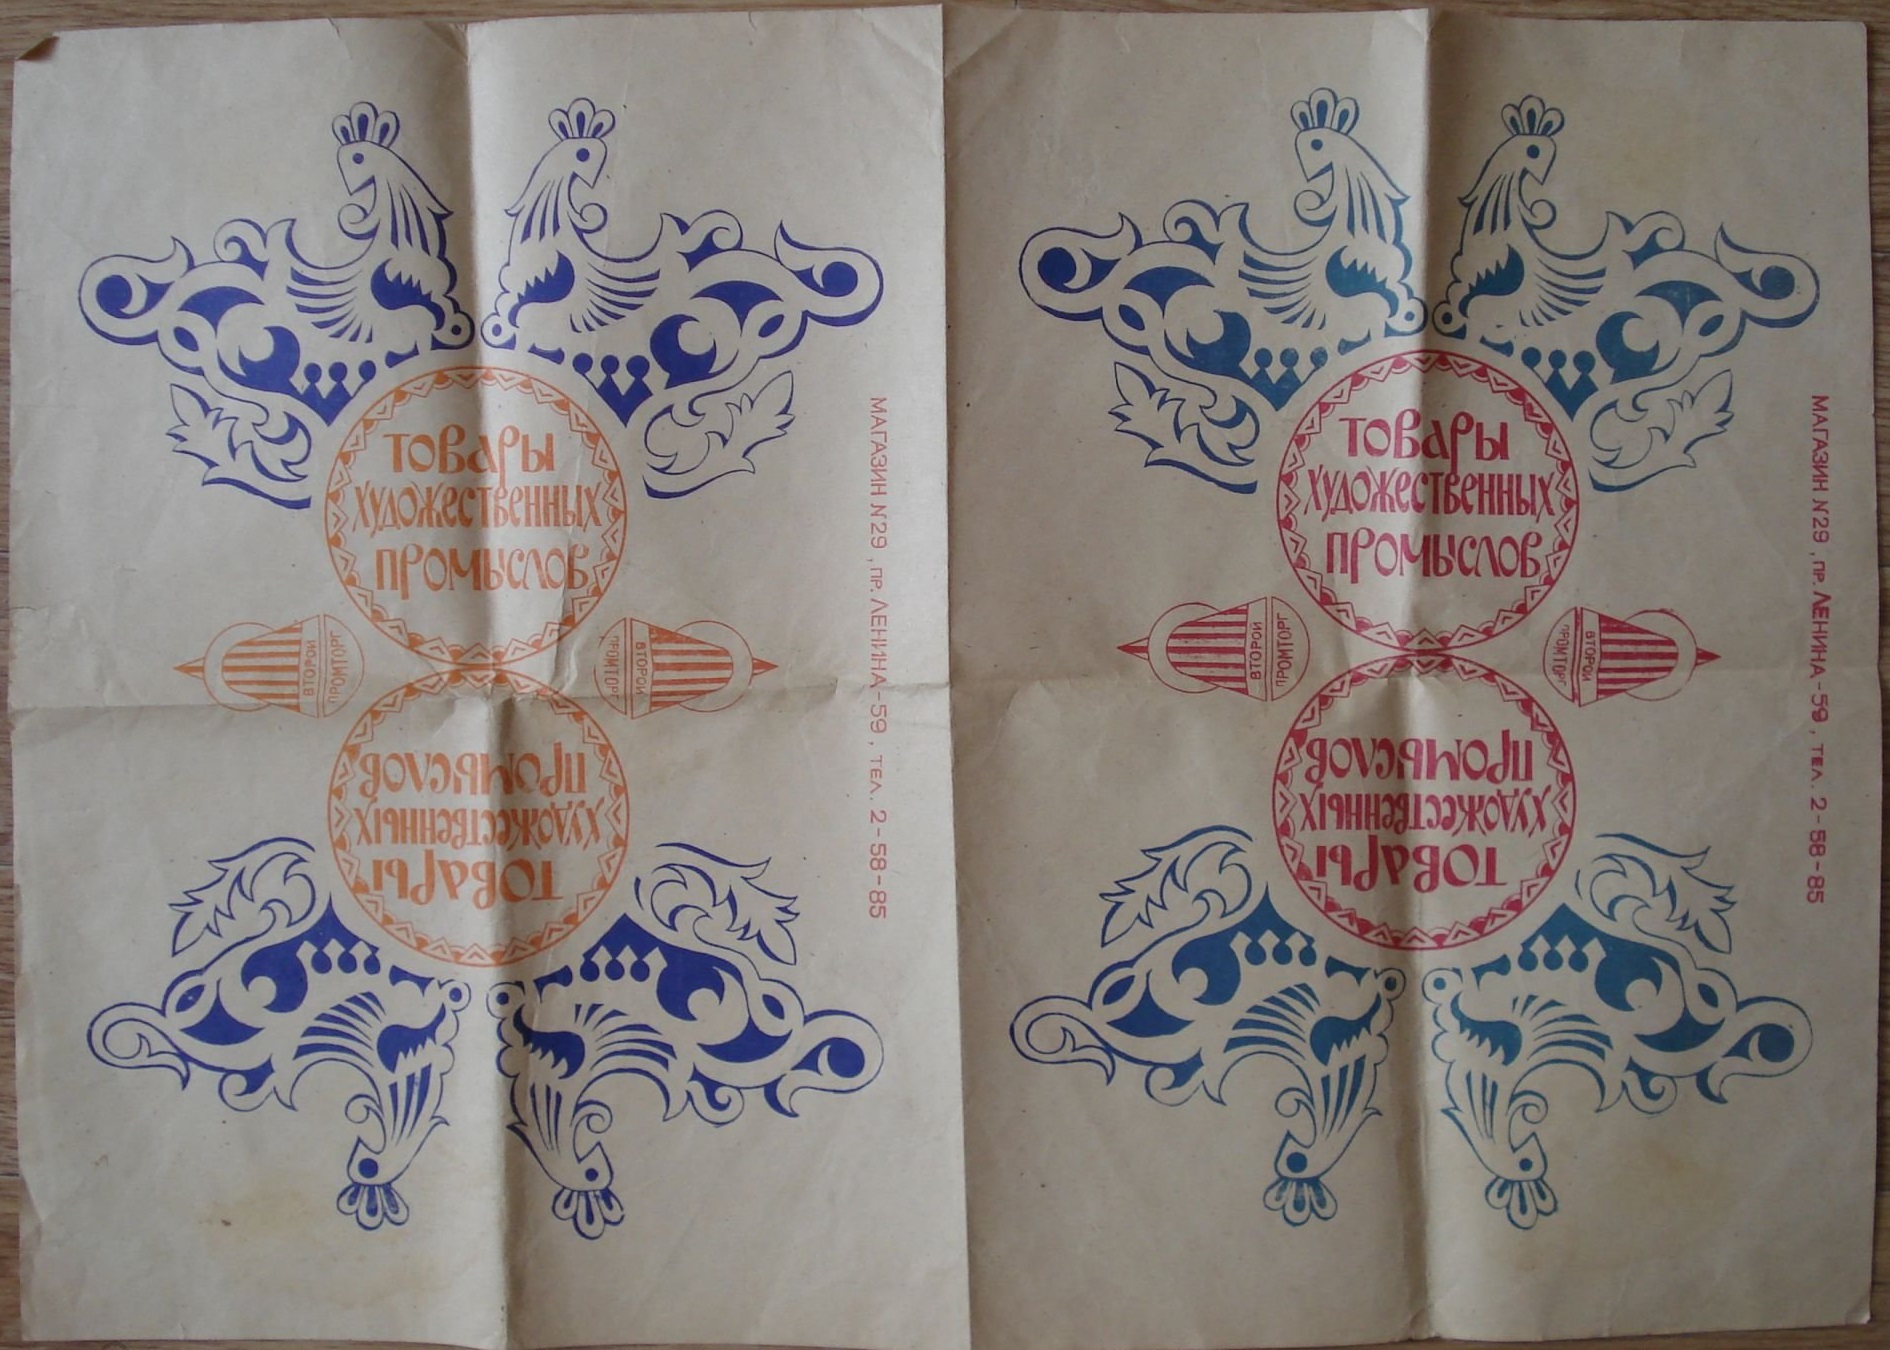 ТОВАРЫ
ХУДОЖЕСТВЕННЫХ
ПРОМЫСЛОВ
ВТОРОЙ
ПРОМТОРГ
ВТОРОЙ
ПРОМТОРГ
ТОВАРЫ
ХУДОЖЕСТВЕННЫХ
ПРОМЫСЛОВ
МАГАЗИН №29, ПР. ЛЕНИНА-59, ТЕЛ. 2-58-85
ТОВАРЫ
ХУДОЖЕСТВЕННЫХ
ПРОМЫСЛОВ
ВТОРОЙ
ПРОМТОРГ
ВТОРОЙ
ПРОМТОРГ
ТОВАРЫ
ХУДОЖЕСТВЕННЫХ
ПРОМЫСЛОВ
МАГАЗИН №29, ПР. ЛЕНИНА-59, ТЕЛ. 2-58-85